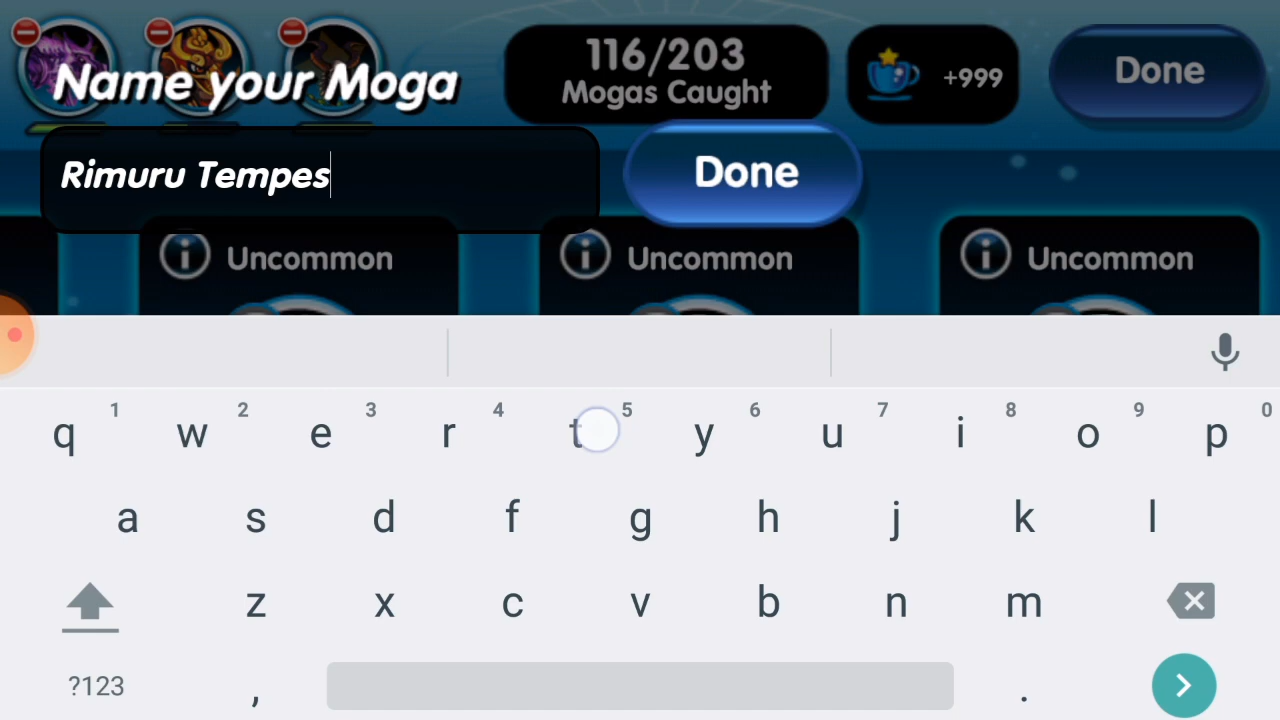 Name your Moga
116/203
Mogas Caught
+999
Done
Rimuru Tempes
Done
Uncommon
Uncommon
Uncommon
1 2 3 4 5 6 7 8 9 0
q w e r t y u i o p
a s d f g h j k l
z x c v b n m
?123 , .